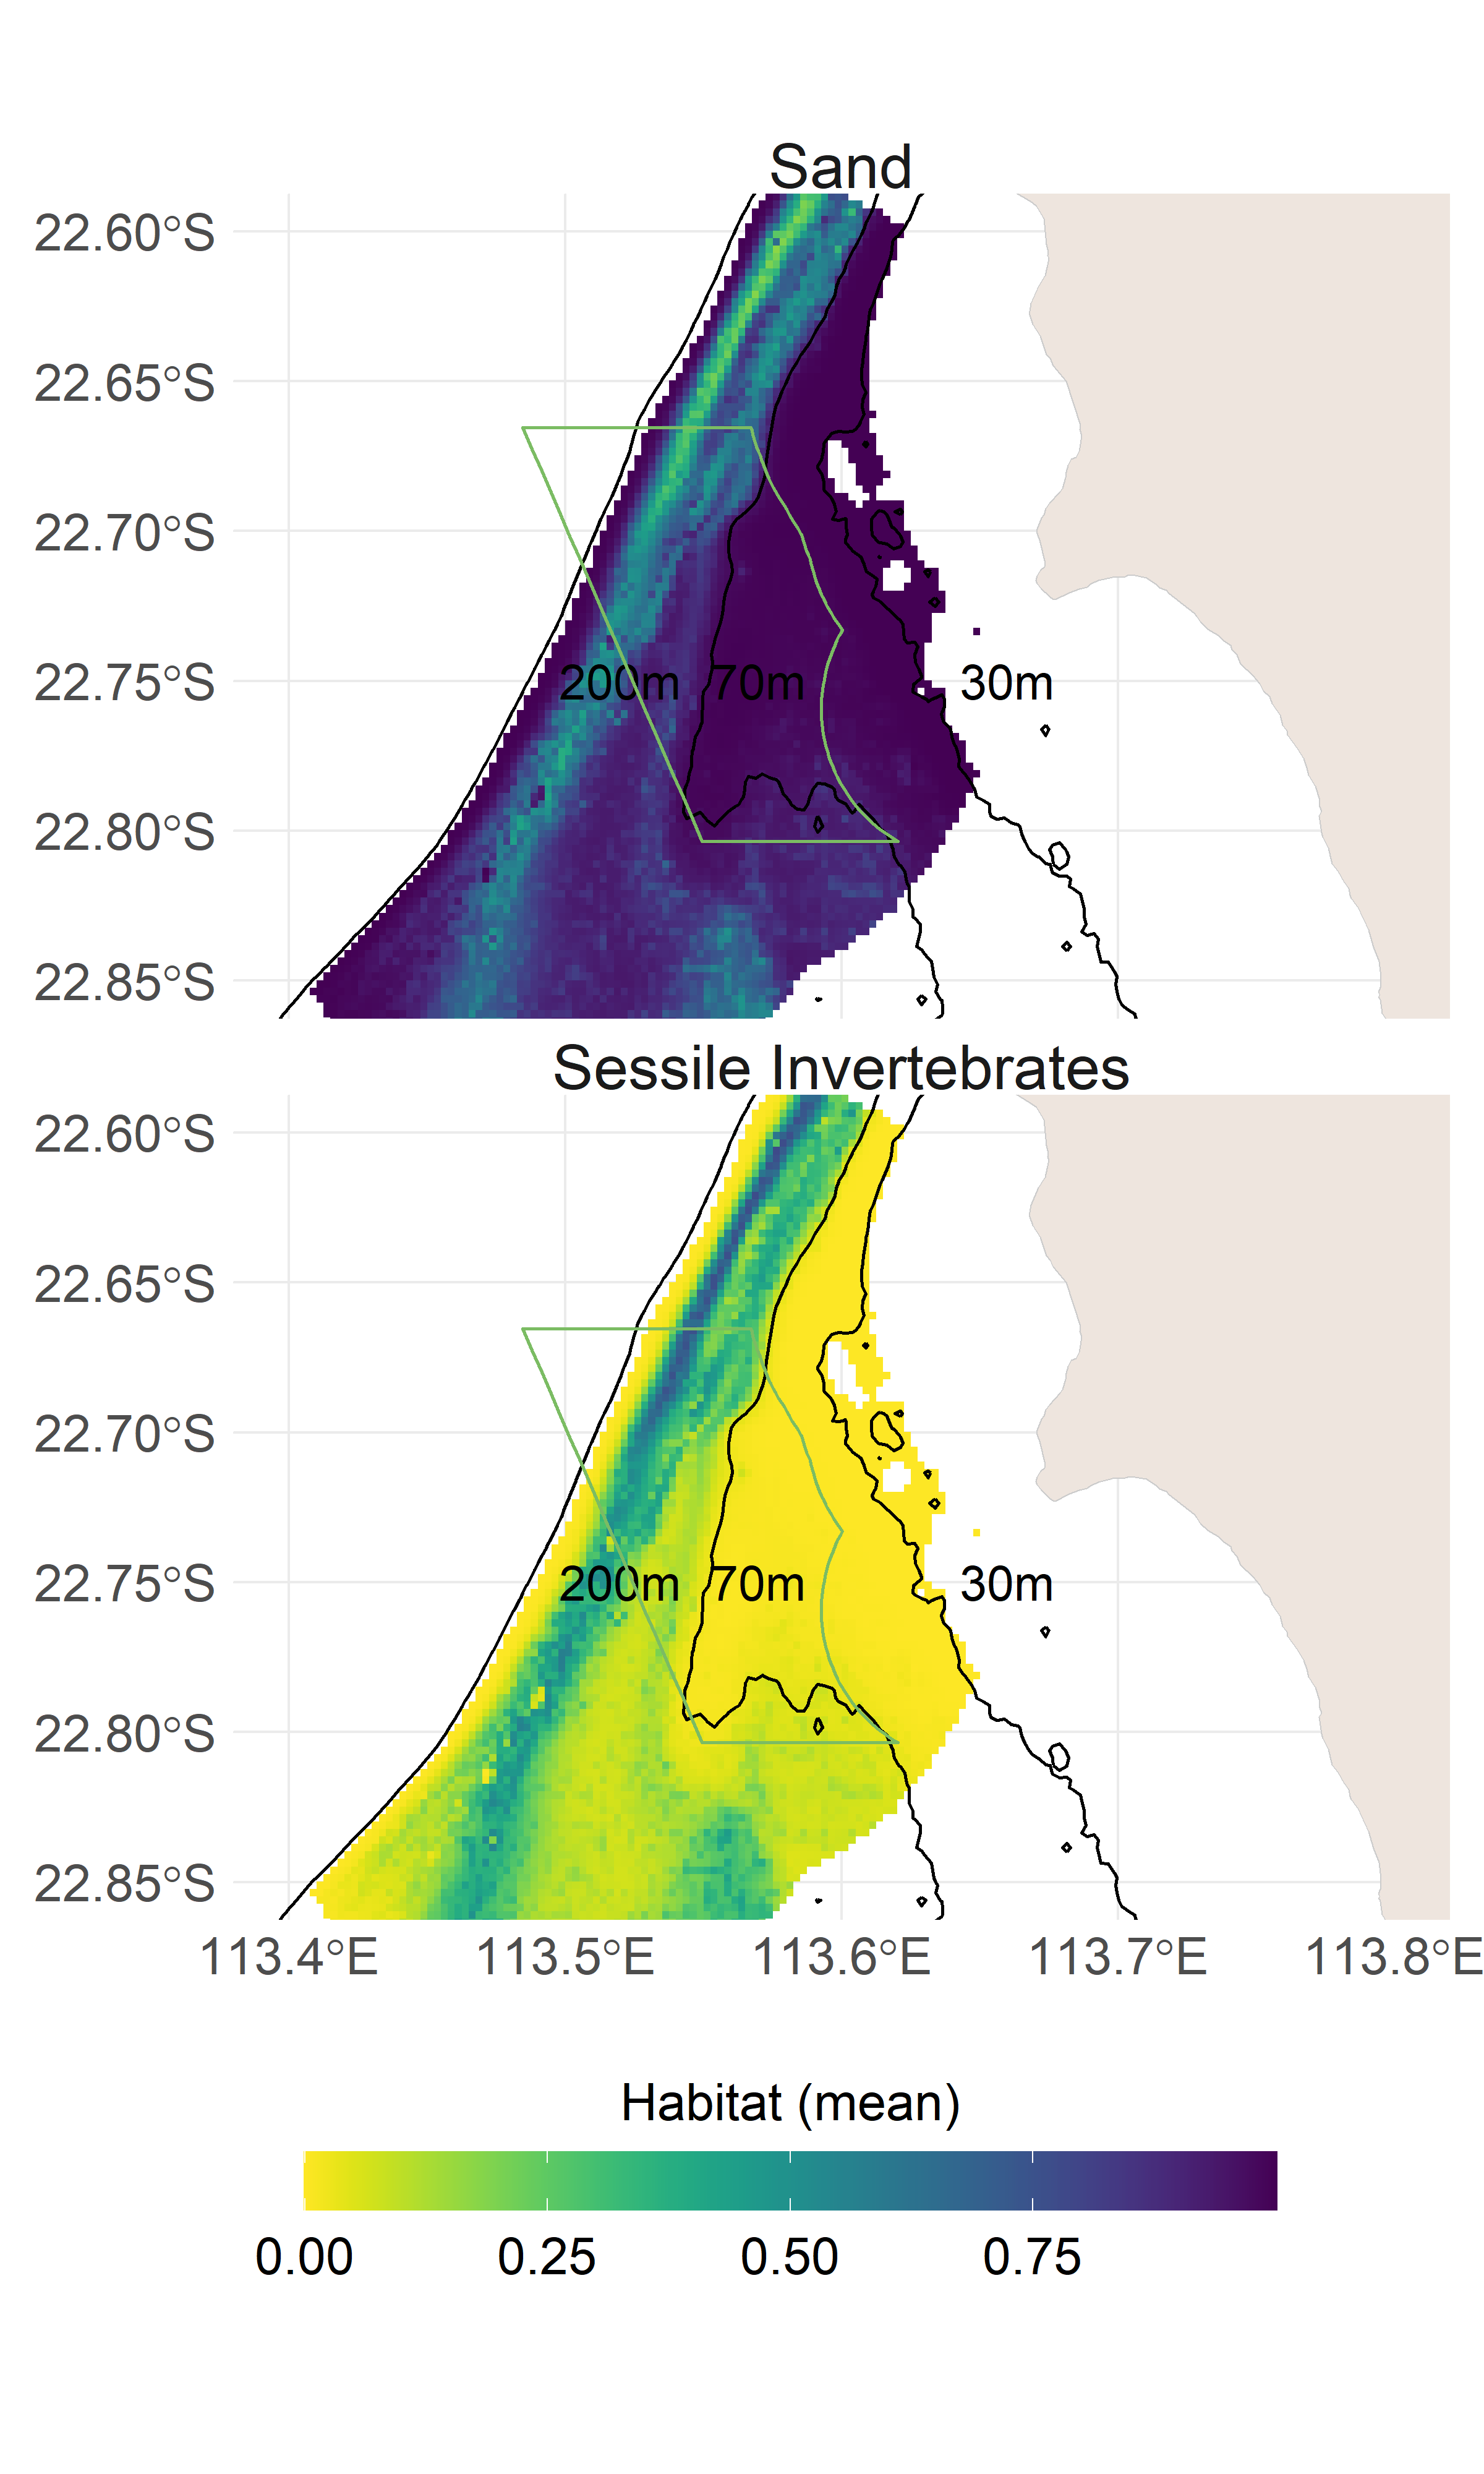 Sand
22.60°S
22.65°S
22.70°S
22.75°S
200m 70m 30m
22.80°S
22.85°S
Sessile Invertebrates
22.60°S
22.65°S
22.70°S
22.75°S
200m 70m 30m
22.80°S
22.85°S
113.4°E 113.5°E 113.6°E 113.7°E 113.8°E
Habitat (mean)
0.00 0.25 0.50 0.75